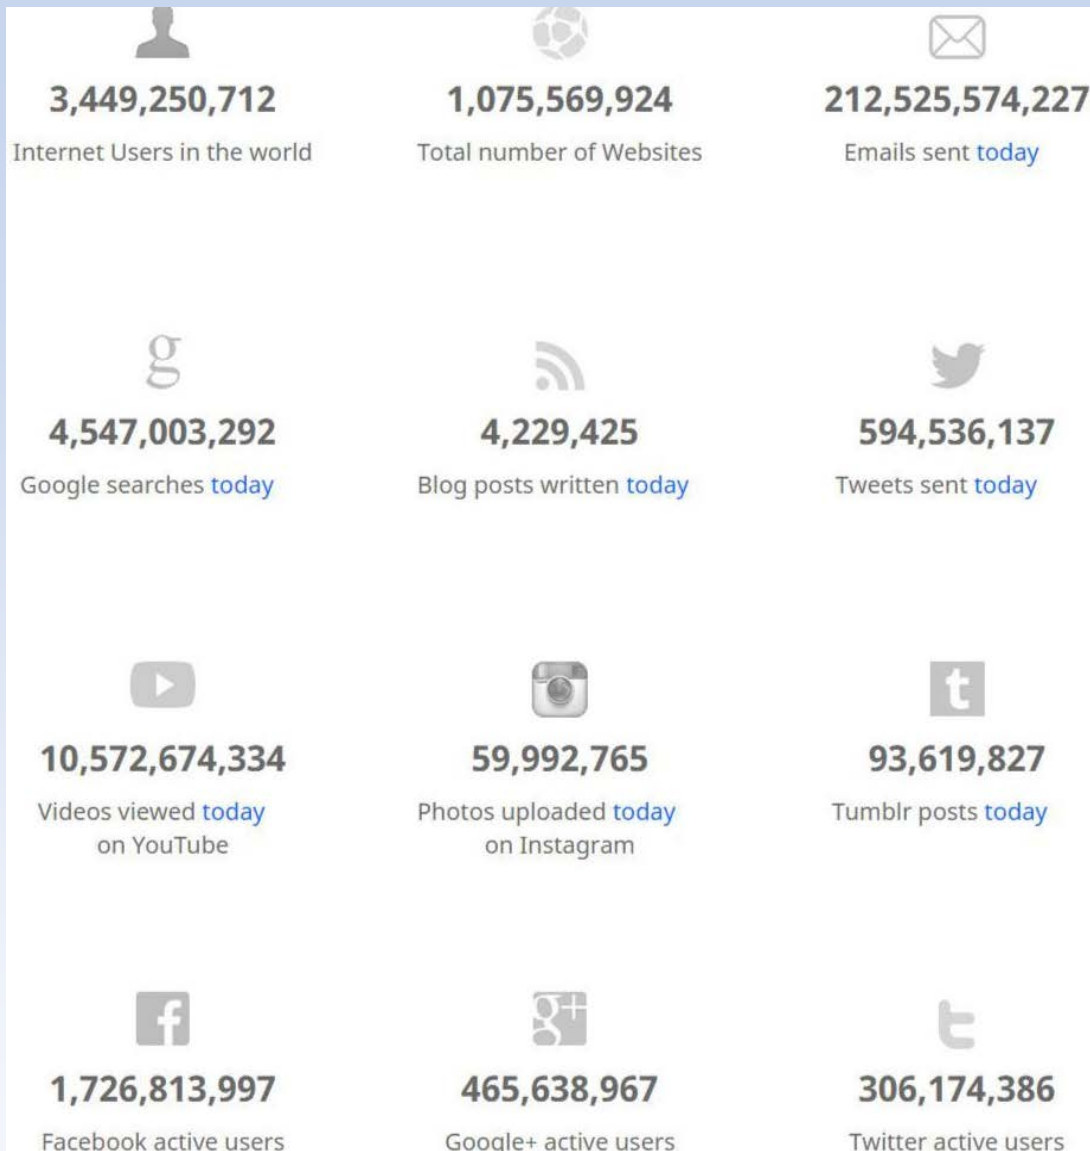 3,449,250,712
Internet Users in the world
1,075,569,924
Total number of Websites
212,525,574,227
Emails sent today
g
4,547,003,292
Google searches today
4,229,425
Blog posts written today
594,536,137
Tweets sent today
10,572,674,334
Videos viewed today
on YouTube
59,992,765
Photos uploaded today
on Instagram
t
93,619,827
Tumblr posts today
f
1,726,813,997
Facebook active users
g+
465,638,967
Google+ active users
t
306,174,386
Twitter active users